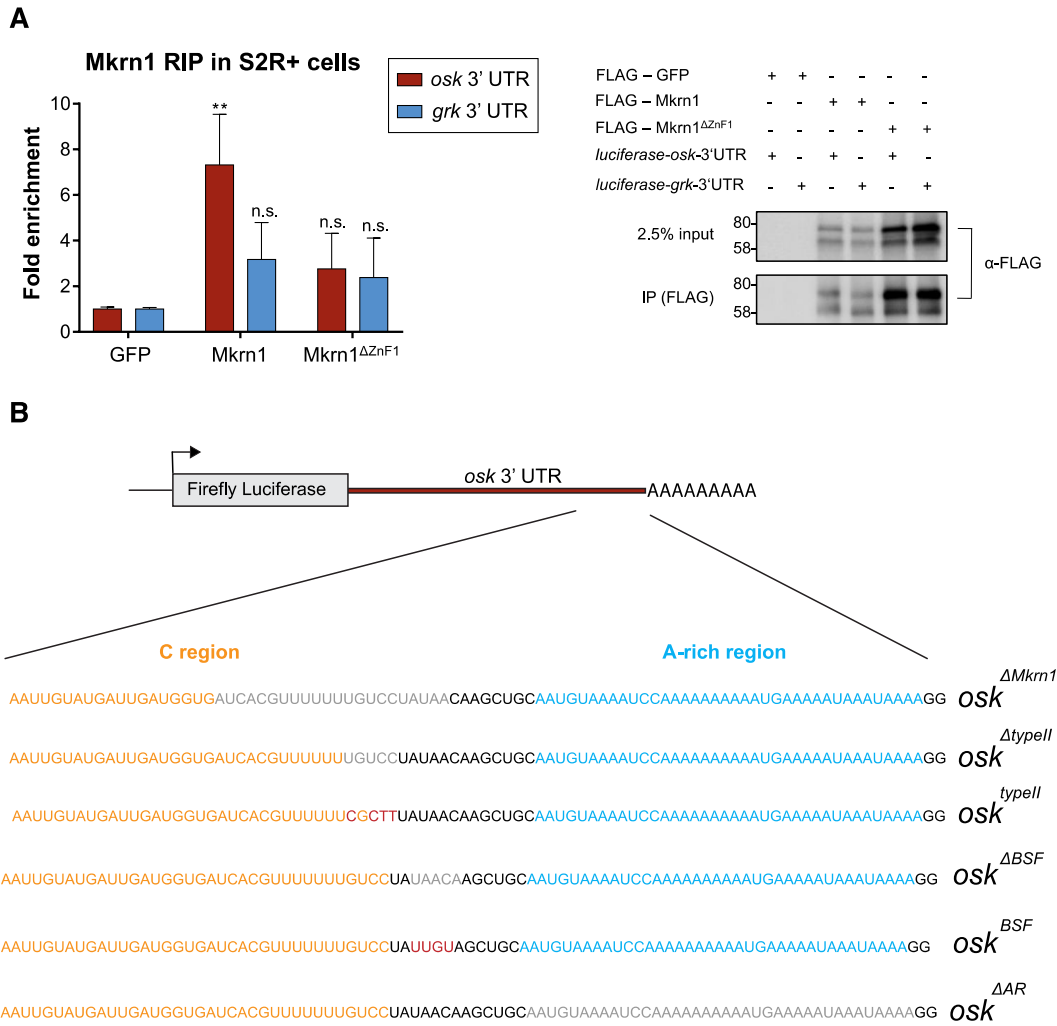 A
Mkrn1 RIP in S2R+ cells
osk 3' UTR
grk 3' UTR
Fold enrichment
10
8
6
4
2
0
**
n.s.
n.s.
n.s.
GFP Mkrn1 Mkrn1ΔZnF1
FLAG – GFP + + - - - -
FLAG – Mkrn1 - - + + - -
FLAG – Mkrn1ΔZnF1 - - - - + +
luciferase-osk-3'UTR + - + - + -
luciferase-grk-3'UTR - + - + - +
2.5% input
80
58
IP (FLAG)
80
58
α-FLAG
B
Firefly Luciferase
osk 3' UTR
AAAAAAAAA
C region A-rich region
AAUUGUAUGAUUGAUGGUGAUCACGUUUUUUUGUCCUAUAACAAGCUGCAAUGUAAAAUCCAAAAAAAAAAUGAAAAAUAAAUAAAAGG oskΔMkrn1
AAUUGUAUGAUUGAUGGUGAUCACGUUUUUUUGUCCUAUAACAAGCUGCAAUGUAAAAUCCAAAAAAAAAAUGAAAAAUAAAUAAAAGG oskΔtypeII
AAUUGUAUGAUUGAUGGUGAUCACGUUUUUUCGCTTUAUAACAAGCUGCAAUGUAAAAUCCAAAAAAAAAAUGAAAAAUAAAUAAAAGG osktypeII
AAUUGUAUGAUUGAUGGUGAUCACGUUUUUUUGUCCUAUAACAAGCUGCAAUGUAAAAUCCAAAAAAAAAAUGAAAAAUAAAUAAAAGG oskΔBSF
AAUUGUAUGAUUGAUGGUGAUCACGUUUUUUUGUCCUAUUGUAGCUGCAAUGUAAAAUCCAAAAAAAAAAUGAAAAAUAAAUAAAAGG oskBSF
AAUUGUAUGAUUGAUGGUGAUCACGUUUUUUUGUCCUAUAACAAGCUGCAAUGUAAAAUCCAAAAAAAAAAUGAAAAAUAAAUAAAAGG oskΔAR